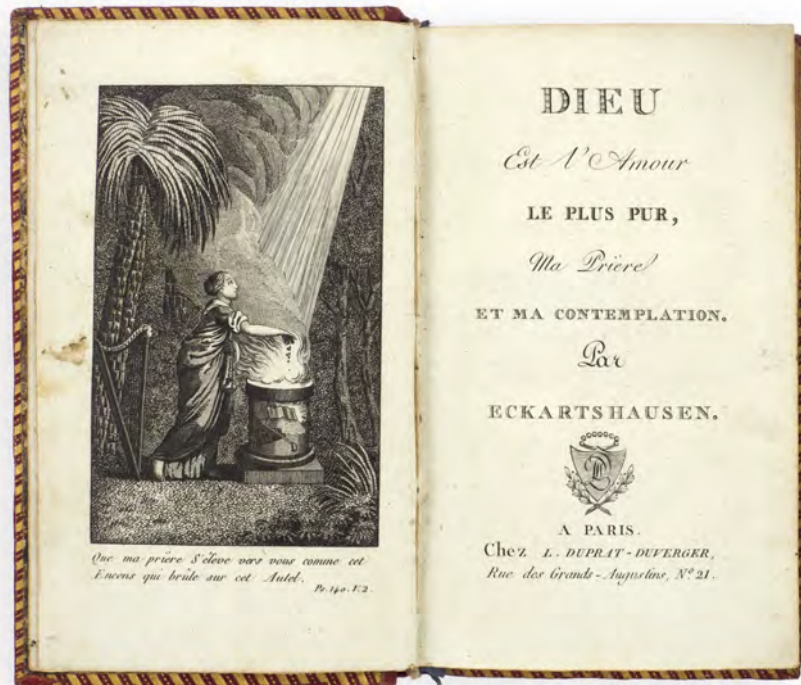 Que ma prière S'élève vers vous comme cet
Encens qui brûle sur cet Autel.
Ps. 140. V. 2.
DIEU
Est l'Amour
LE PLUS PUR,
Ma Prière
ET MA CONTEMPLATION.
Par
ECKARTSHAUSEN.
A PARIS.
Chez L. DUPRAT-DUVERGER,
Rue des Grands-Augustins, N.º 21.